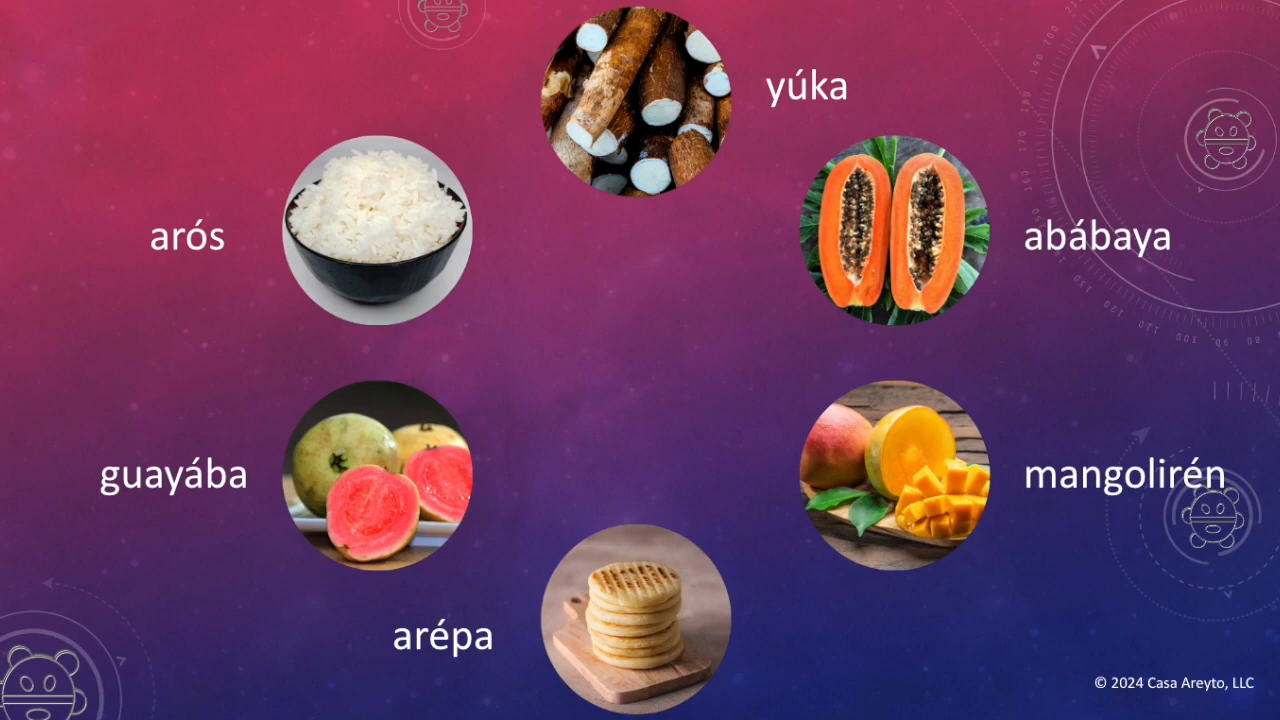 yúka
arós
abábaya
guayába
mangolirén
arépa
© 2024 Casa Areyto, LLC